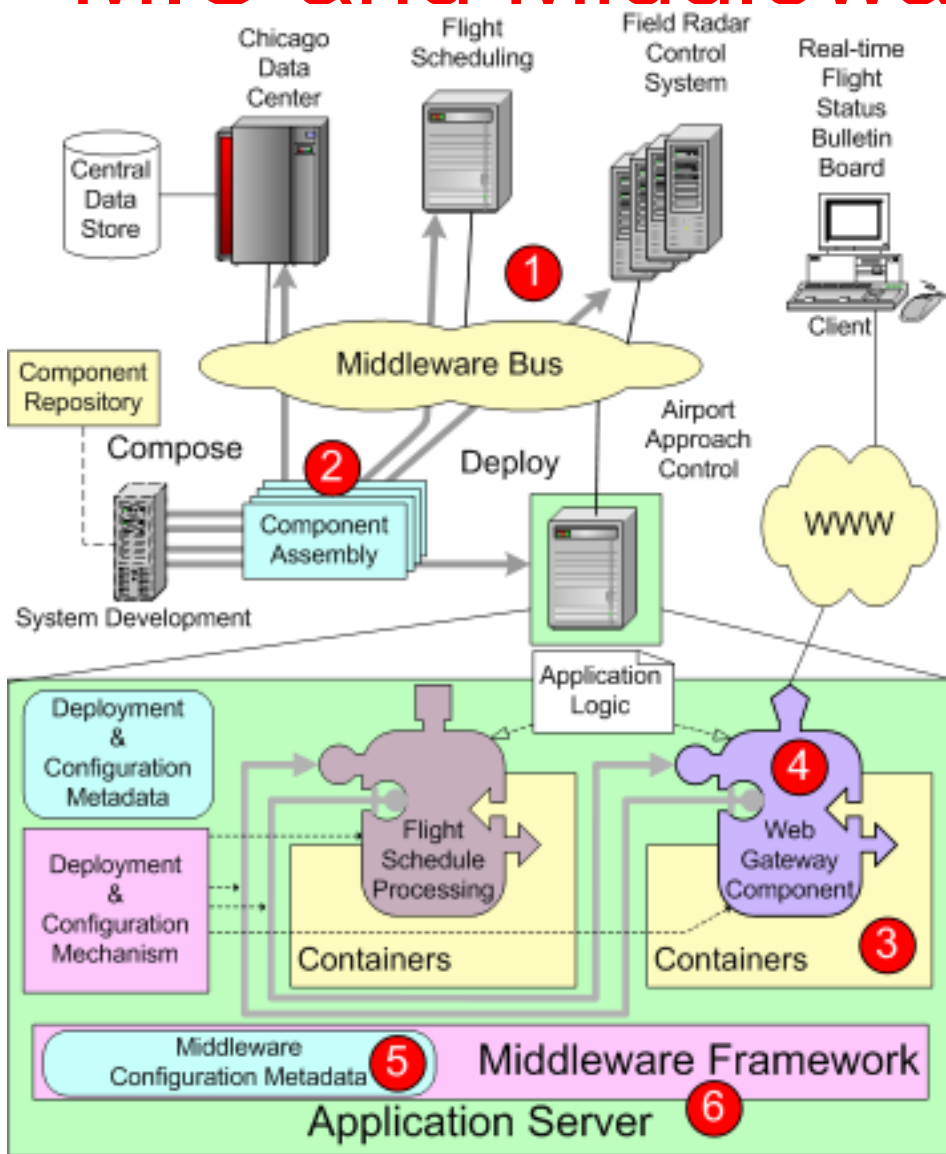 Chicago
Data
Center
Flight
Scheduling
Field Radar
Control
System
Real-time
Flight
Status
Bulletin
Board
Central
Data
Store
1
Client
Middleware Bus
Component
Repository
Compose
2
Deploy
Airport
Approach
Control
WWW
Component
Assembly
System Development
Application
Logic
Deployment
&
Configuration
Metadata
4
Flight
Schedule
Processing
Web
Gateway
Component
Deployment
&
Configuration
Mechanism
Containers
Containers
3
Middleware
Configuration Metadata
5
Middleware Framework
6
Application Server